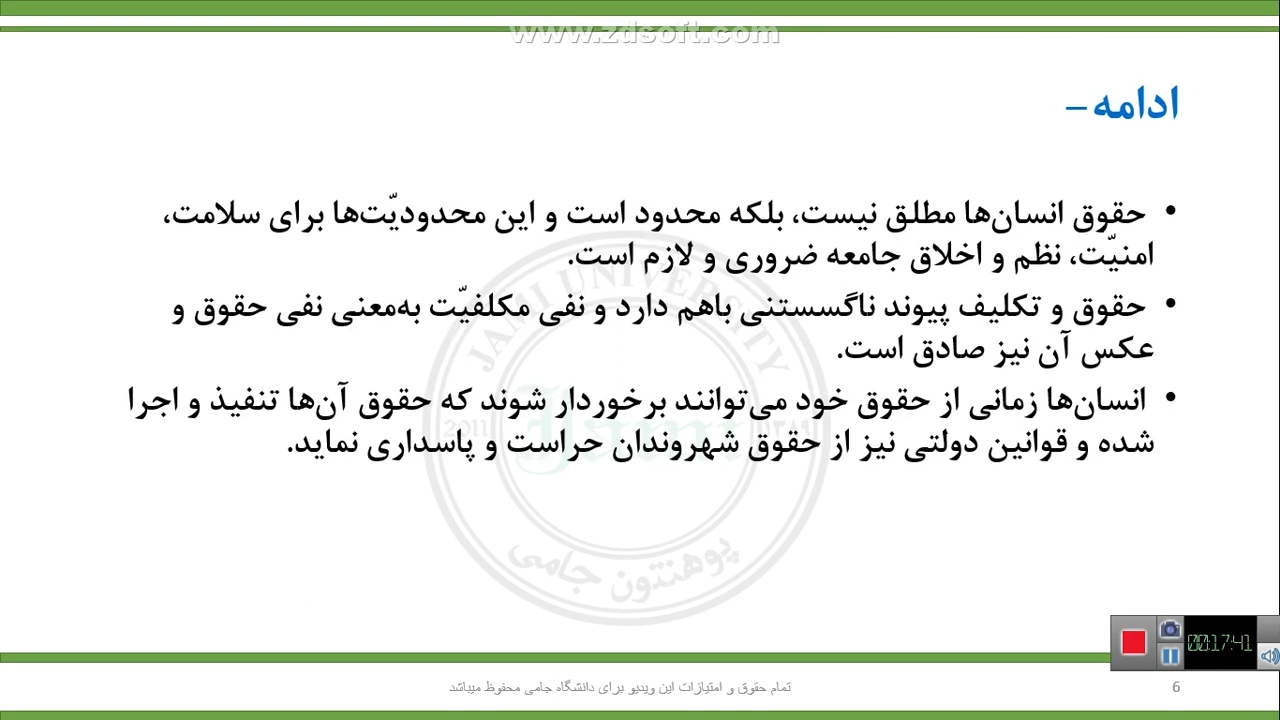 www.zdsoft.com
ادامه –
• حقوق انسان‌ها مطلق نیست، بلکه محدود است و این محدودیّت‌ها برای سلامت،
امنیّت، نظم و اخلاق جامعه ضروری و لازم است.
• حقوق و تکلیف پیوند ناگسستنی باهم دارد و نفی مکلفیّت به‌معنی نفی حقوق و
عکس آن نیز صادق است.
• انسان‌ها زمانی از حقوق خود می‌توانند برخوردار شوند که حقوق آن‌ها تنفیذ و اجرا
شده و قوانین دولتی نیز از حقوق شهروندان حراست و پاسداری نماید.
JAMI UNIVERSITY
2011
Jami
۱۳۸۹
پوهنتون جامی
00:17:41
تمام حقوق و امتیازات این ویدیو برای دانشگاه جامی محفوظ میباشد
6